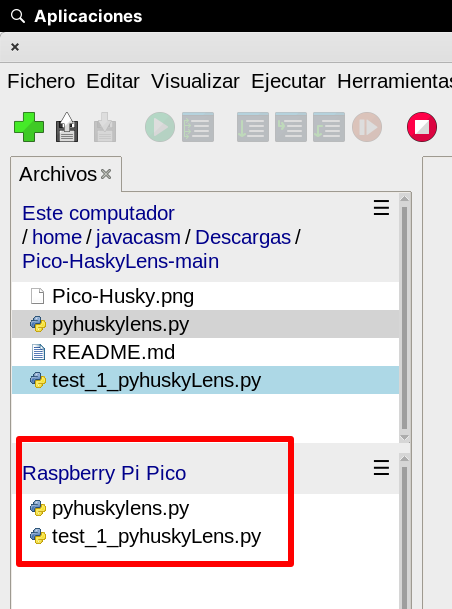 Aplicaciones
Fichero Editar Visualizar Ejecutar Herramientas
Archivos
Este computador
/ home / javacasm / Descargas /
Pico-HaskyLens-main
Pico-Husky.png
pyhuskylens.py
README.md
test_1_pyhuskyLens.py
Raspberry Pi Pico
pyhuskylens.py
test_1_pyhuskyLens.py